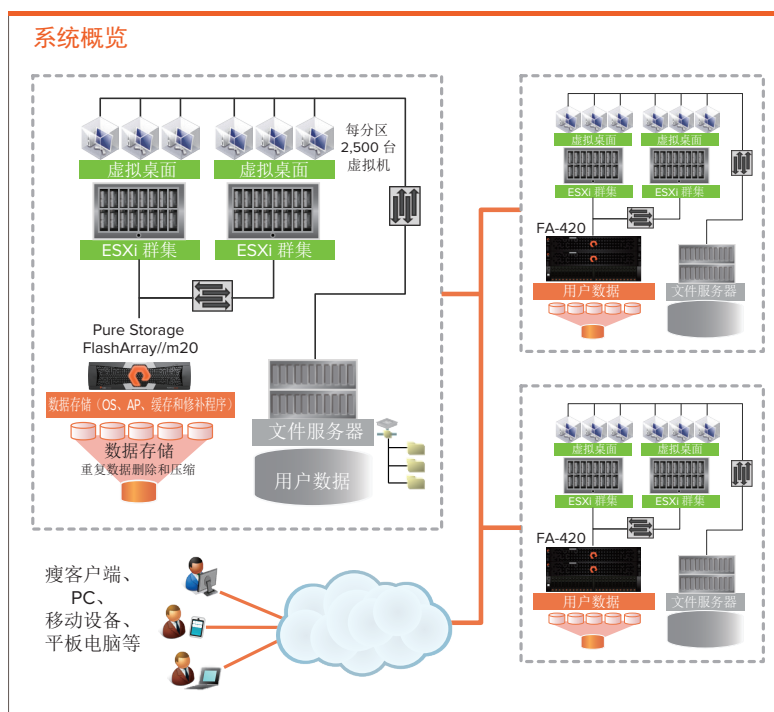 系统概览
每分区
2,500 台
虚拟机
虚拟桌面
虚拟桌面
ESXi 群集
ESXi 群集
Pure Storage
FlashArray//m20
数据存储（OS、AP、缓存和修补程序）
数据存储
重复数据删除和压缩
文件服务器
用户数据
虚拟桌面
虚拟桌面
ESXi 群集
ESXi 群集
FA-420
用户数据
文件服务器
虚拟桌面
虚拟桌面
ESXi 群集
ESXi 群集
FA-420
用户数据
文件服务器
瘦客户端、
PC、
移动设备、
平板电脑等